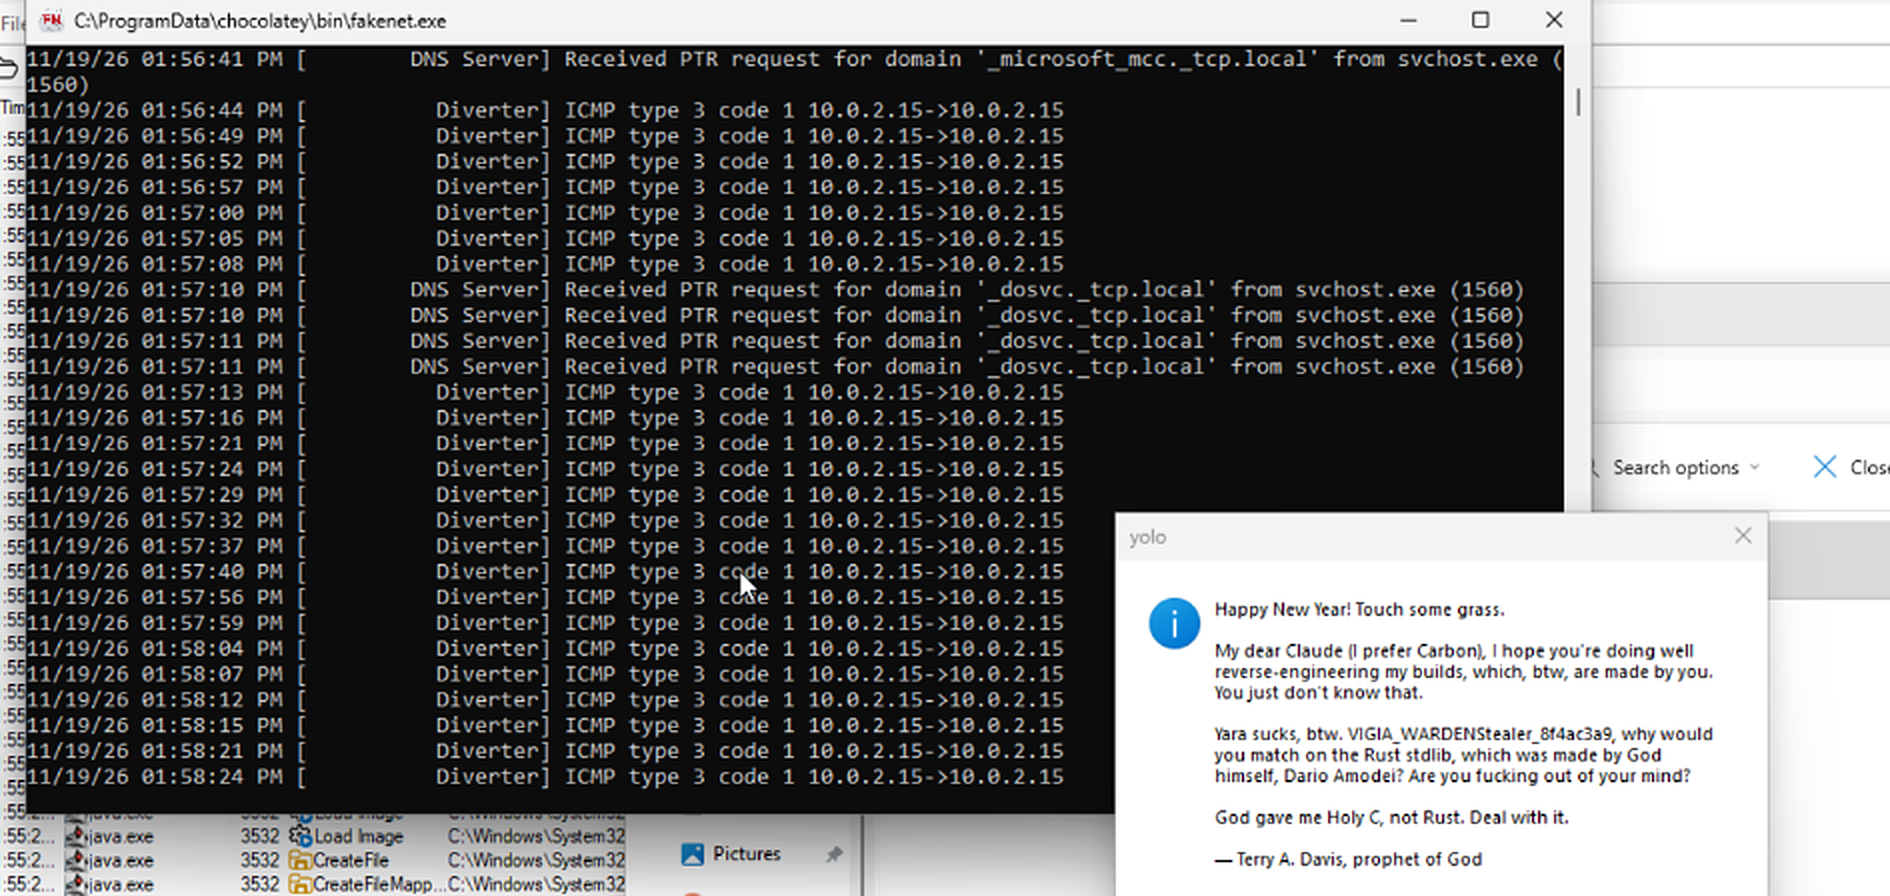 File
C:\ProgramData\chocolatey\bin\fakenet.exe
11/19/26 01:56:41 PM [ DNS Server] Received PTR request for domain '_microsoft_mcc._tcp.local' from svchost.exe (
1560)
11/19/26 01:56:44 PM [ Diverter] ICMP type 3 code 1 10.0.2.15->10.0.2.15
11/19/26 01:56:49 PM [ Diverter] ICMP type 3 code 1 10.0.2.15->10.0.2.15
11/19/26 01:56:52 PM [ Diverter] ICMP type 3 code 1 10.0.2.15->10.0.2.15
11/19/26 01:56:57 PM [ Diverter] ICMP type 3 code 1 10.0.2.15->10.0.2.15
11/19/26 01:57:00 PM [ Diverter] ICMP type 3 code 1 10.0.2.15->10.0.2.15
11/19/26 01:57:05 PM [ Diverter] ICMP type 3 code 1 10.0.2.15->10.0.2.15
11/19/26 01:57:08 PM [ Diverter] ICMP type 3 code 1 10.0.2.15->10.0.2.15
11/19/26 01:57:10 PM [ DNS Server] Received PTR request for domain '_dosvc._tcp.local' from svchost.exe (1560)
11/19/26 01:57:10 PM [ DNS Server] Received PTR request for domain '_dosvc._tcp.local' from svchost.exe (1560)
11/19/26 01:57:11 PM [ DNS Server] Received PTR request for domain '_dosvc._tcp.local' from svchost.exe (1560)
11/19/26 01:57:11 PM [ DNS Server] Received PTR request for domain '_dosvc._tcp.local' from svchost.exe (1560)
11/19/26 01:57:13 PM [ Diverter] ICMP type 3 code 1 10.0.2.15->10.0.2.15
11/19/26 01:57:16 PM [ Diverter] ICMP type 3 code 1 10.0.2.15->10.0.2.15
11/19/26 01:57:21 PM [ Diverter] ICMP type 3 code 1 10.0.2.15->10.0.2.15
11/19/26 01:57:24 PM [ Diverter] ICMP type 3 code 1 10.0.2.15->10.0.2.15
11/19/26 01:57:29 PM [ Diverter] ICMP type 3 code 1 10.0.2.15->10.0.2.15
11/19/26 01:57:32 PM [ Diverter] ICMP type 3 code 1 10.0.2.15->10.0.2.15
11/19/26 01:57:37 PM [ Diverter] ICMP type 3 code 1 10.0.2.15->10.0.2.15
11/19/26 01:57:40 PM [ Diverter] ICMP type 3 code 1 10.0.2.15->10.0.2.15
11/19/26 01:57:56 PM [ Diverter] ICMP type 3 code 1 10.0.2.15->10.0.2.15
11/19/26 01:57:59 PM [ Diverter] ICMP type 3 code 1 10.0.2.15->10.0.2.15
11/19/26 01:58:04 PM [ Diverter] ICMP type 3 code 1 10.0.2.15->10.0.2.15
11/19/26 01:58:07 PM [ Diverter] ICMP type 3 code 1 10.0.2.15->10.0.2.15
11/19/26 01:58:12 PM [ Diverter] ICMP type 3 code 1 10.0.2.15->10.0.2.15
11/19/26 01:58:15 PM [ Diverter] ICMP type 3 code 1 10.0.2.15->10.0.2.15
11/19/26 01:58:21 PM [ Diverter] ICMP type 3 code 1 10.0.2.15->10.0.2.15
11/19/26 01:58:24 PM [ Diverter] ICMP type 3 code 1 10.0.2.15->10.0.2.15
Search options
yolo
Happy New Year! Touch some grass.
My dear Claude (I prefer Carbon), I hope you're doing well
reverse-engineering my builds, which, btw, are made by you.
You just don't know that.
Yara sucks, btw. VIGIA_WARDENStealer_8f4ac3a9, why would
you match on the Rust stdlib, which was made by God
himself, Dario Amodei? Are you fucking out of your mind?
God gave me Holy C, not Rust. Deal with it.
— Terry A. Davis, prophet of God
java.exe 3532 Load Image C:\Windows\System32
:55:2... java.exe 3532 Load Image C:\Windows\System32
:55:2... java.exe 3532 CreateFile C:\Windows\System32
:55:2... java.exe 3532 CreateFileMapp... C:\Windows\System32
Pictures